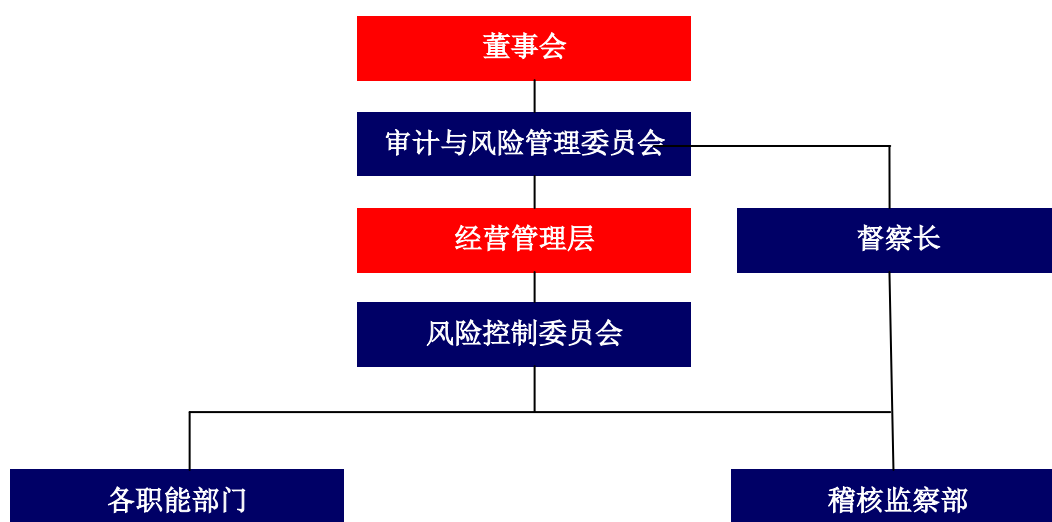 董事会
审计与风险管理委员会
经营管理层
督察长
风险控制委员会
各职能部门
稽核监察部